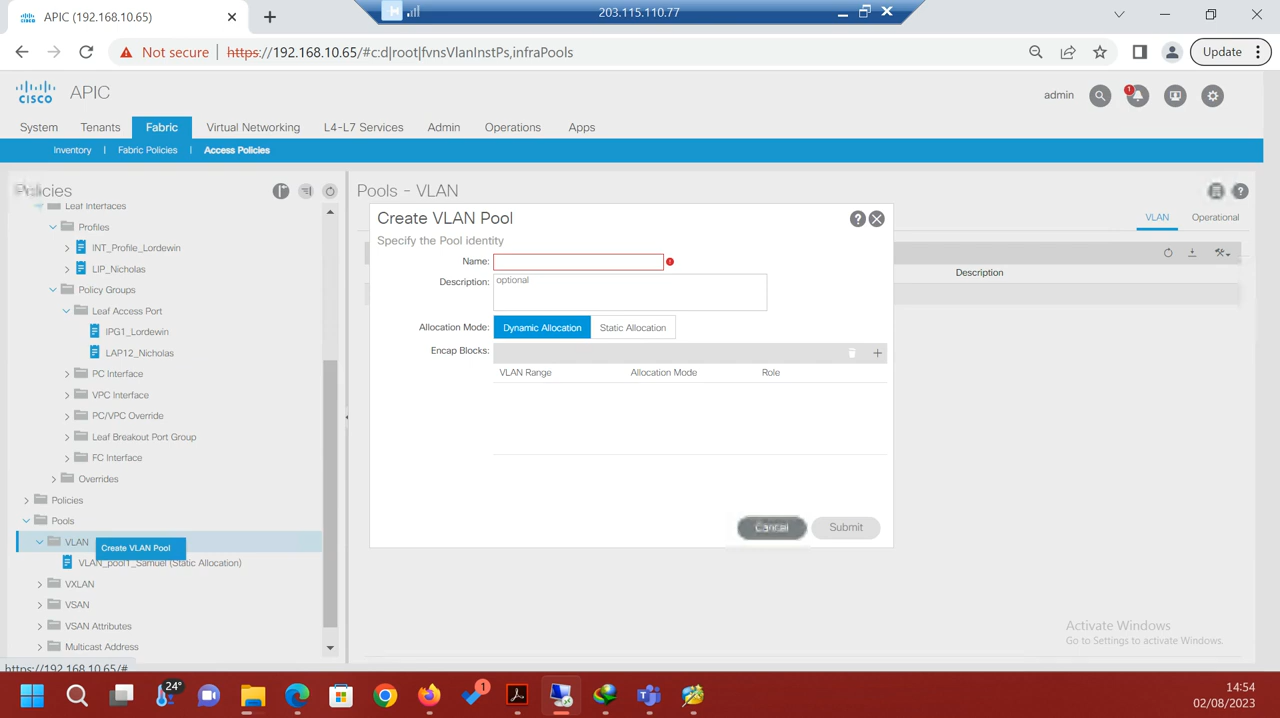 APIC (192.168.10.65)
203.115.110.77
Not secure
https://192.168.10.65/#c:d|root|fvnsVlanInstPs,infraPools
Update
CISCO
APIC
admin
1
System Tenants Fabric Virtual Networking L4-L7 Services Admin Operations Apps
Inventory | Fabric Policies | Access Policies
Policies
Leaf Interfaces
Profiles
INT_Profile_Lordewin
LIP_Nicholas
Policy Groups
Leaf Access Port
IPG1_Lordewin
LAP12_Nicholas
PC Interface
VPC Interface
PC/VPC Override
Leaf Breakout Port Group
FC Interface
Overrides
Policies
Pools
VLAN
Create VLAN Pool
VLAN_pool1_Samuel (Static Allocation)
VXLAN
VSAN
VSAN Attributes
Multicast Address
https://192.168.10.65/#
Pools - VLAN
VLAN Operational
Description
Create VLAN Pool
Specify the Pool identity
Name:
Description: optional
Allocation Mode: Dynamic Allocation Static Allocation
Encap Blocks:
VLAN Range Allocation Mode Role
Cancel Submit
Activate Windows
Go to Settings to activate Windows.
24°
1
14:54
02/08/2023